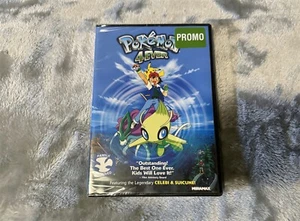 POKéMON
4EVER
PROMO
"Outstanding!
The Best One Ever.
Kids Will Love It!"
Featuring the Legendary CELEBI & SUICUNE!
MIRAMAX